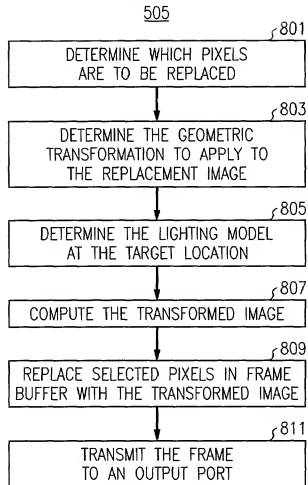 505
801
DETERMINE WHICH PIXELS
ARE TO BE REPLACED
803
DETERMINE THE GEOMETRIC
TRANSFORMATION TO APPLY TO
THE REPLACEMENT IMAGE
805
DETERMINE THE LIGHTING MODEL
AT THE TARGET LOCATION
807
COMPUTE THE TRANSFORMED IMAGE
809
REPLACE SELECTED PIXELS IN FRAME
BUFFER WITH THE TRANSFORMED IMAGE
811
TRANSMIT THE FRAME
TO AN OUTPUT PORT